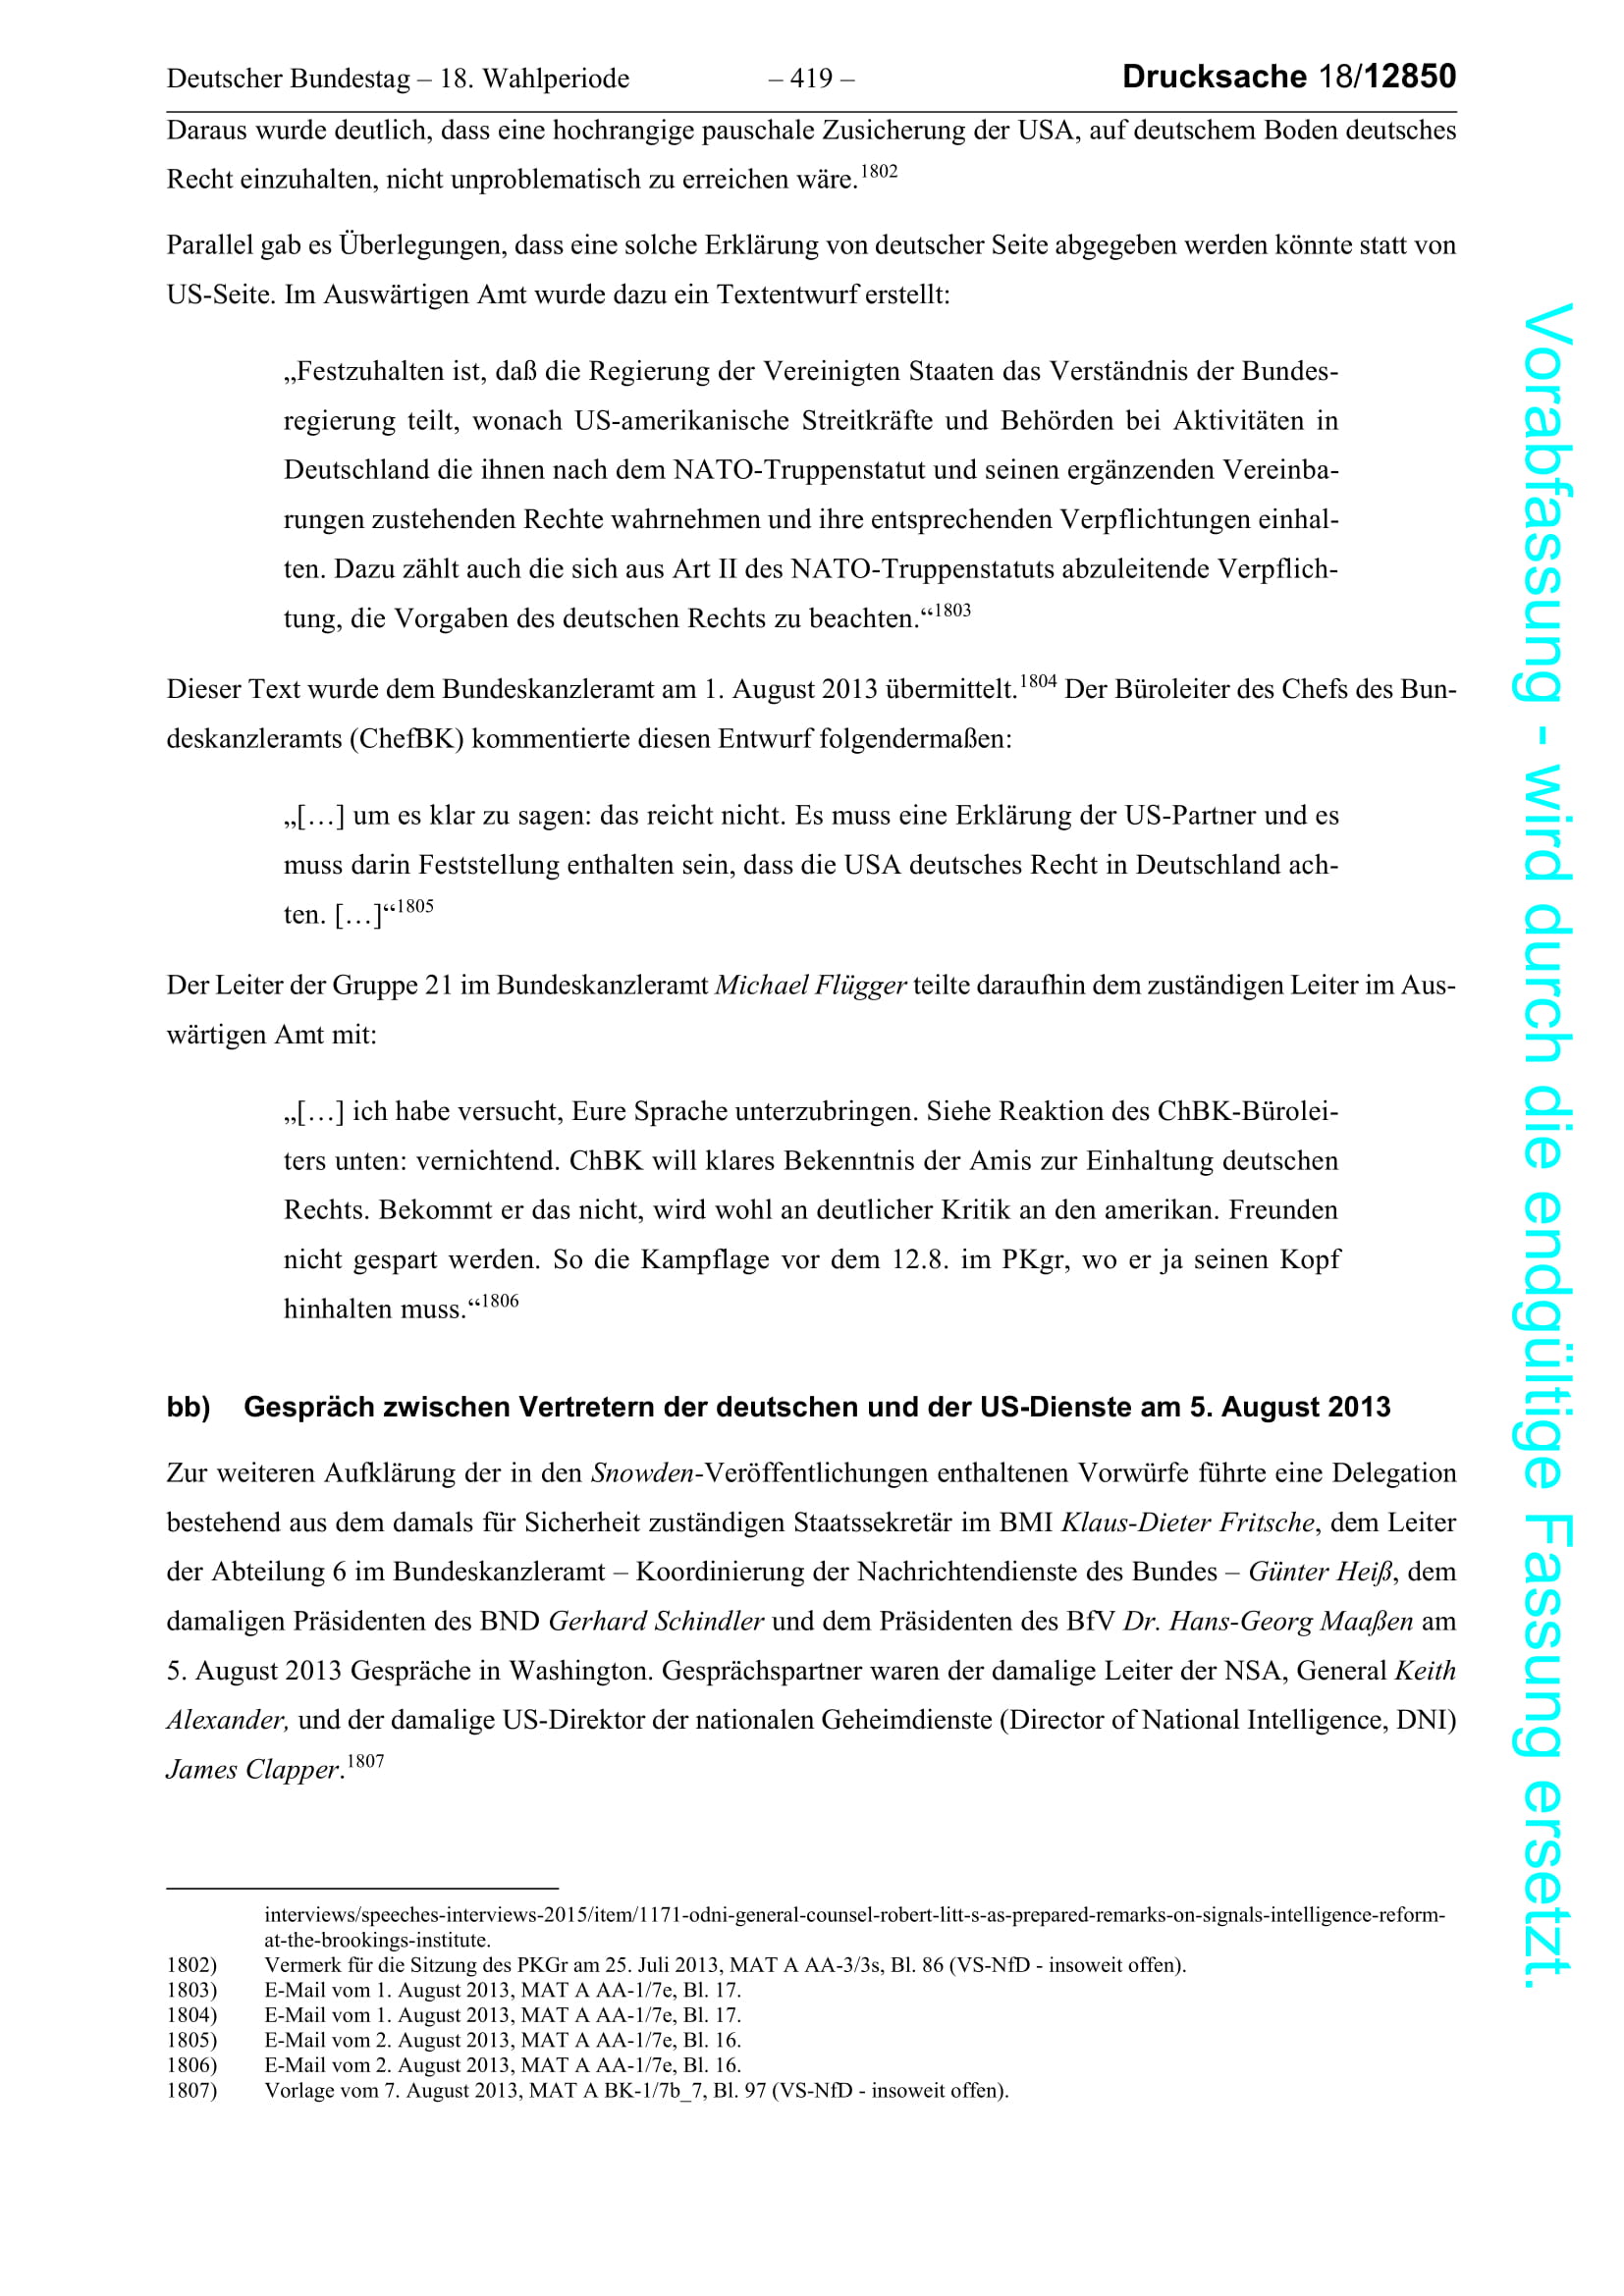 Deutscher Bundestag – 18. Wahlperiode – 419 – Drucksache 18/12850
Daraus wurde deutlich, dass eine hochrangige pauschale Zusicherung der USA, auf deutschem Boden deutsches
Recht einzuhalten, nicht unproblematisch zu erreichen wäre.1802
Parallel gab es Überlegungen, dass eine solche Erklärung von deutscher Seite abgegeben werden könnte statt von
US-Seite. Im Auswärtigen Amt wurde dazu ein Textentwurf erstellt:
„Festzuhalten ist, daß die Regierung der Vereinigten Staaten das Verständnis der Bundes-
regierung teilt, wonach US-amerikanische Streitkräfte und Behörden bei Aktivitäten in
Deutschland die ihnen nach dem NATO-Truppenstatut und seinen ergänzenden Vereinba-
rungen zustehenden Rechte wahrnehmen und ihre entsprechenden Verpflichtungen einhal-
ten. Dazu zählt auch die sich aus Art II des NATO-Truppenstatuts abzuleitende Verpflich-
tung, die Vorgaben des deutschen Rechts zu beachten.“1803
Dieser Text wurde dem Bundeskanzleramt am 1. August 2013 übermittelt.1804 Der Büroleiter des Chefs des Bun-
deskanzleramts (ChefBK) kommentierte diesen Entwurf folgendermaßen:
„[…] um es klar zu sagen: das reicht nicht. Es muss eine Erklärung der US-Partner und es
muss darin Feststellung enthalten sein, dass die USA deutsches Recht in Deutschland ach-
ten. […]“1805
Der Leiter der Gruppe 21 im Bundeskanzleramt Michael Flügger teilte daraufhin dem zuständigen Leiter im Aus-
wärtigen Amt mit:
„[…] ich habe versucht, Eure Sprache unterzubringen. Siehe Reaktion des ChBK-Bürolei-
ters unten: vernichtend. ChBK will klares Bekenntnis der Amis zur Einhaltung deutschen
Rechts. Bekommt er das nicht, wird wohl an deutlicher Kritik an den amerikan. Freunden
nicht gespart werden. So die Kampflage vor dem 12.8. im PKgr, wo er ja seinen Kopf
hinhalten muss.“1806
bb) Gespräch zwischen Vertretern der deutschen und der US-Dienste am 5. August 2013
Zur weiteren Aufklärung der in den Snowden-Veröffentlichungen enthaltenen Vorwürfe führte eine Delegation
bestehend aus dem damals für Sicherheit zuständigen Staatssekretär im BMI Klaus-Dieter Fritsche, dem Leiter
der Abteilung 6 im Bundeskanzleramt – Koordinierung der Nachrichtendienste des Bundes – Günter Heiß, dem
damaligen Präsidenten des BND Gerhard Schindler und dem Präsidenten des BfV Dr. Hans-Georg Maaßen am
5. August 2013 Gespräche in Washington. Gesprächspartner waren der damalige Leiter der NSA, General Keith
Alexander, und der damalige US-Direktor der nationalen Geheimdienste (Director of National Intelligence, DNI)
James Clapper.1807
interviews/speeches-interviews-2015/item/1171-odni-general-counsel-robert-litt-s-as-prepared-remarks-on-signals-intelligence-reform-
at-the-brookings-institute.
1802) Vermerk für die Sitzung des PKGr am 25. Juli 2013, MAT A AA-3/3s, Bl. 86 (VS-NfD - insoweit offen).
1803) E-Mail vom 1. August 2013, MAT A AA-1/7e, Bl. 17.
1804) E-Mail vom 1. August 2013, MAT A AA-1/7e, Bl. 17.
1805) E-Mail vom 2. August 2013, MAT A AA-1/7e, Bl. 16.
1806) E-Mail vom 2. August 2013, MAT A AA-1/7e, Bl. 16.
1807) Vorlage vom 7. August 2013, MAT A BK-1/7b_7, Bl. 97 (VS-NfD - insoweit offen).
Vorabfassung - wird durch die endgültige Fassung ersetzt.